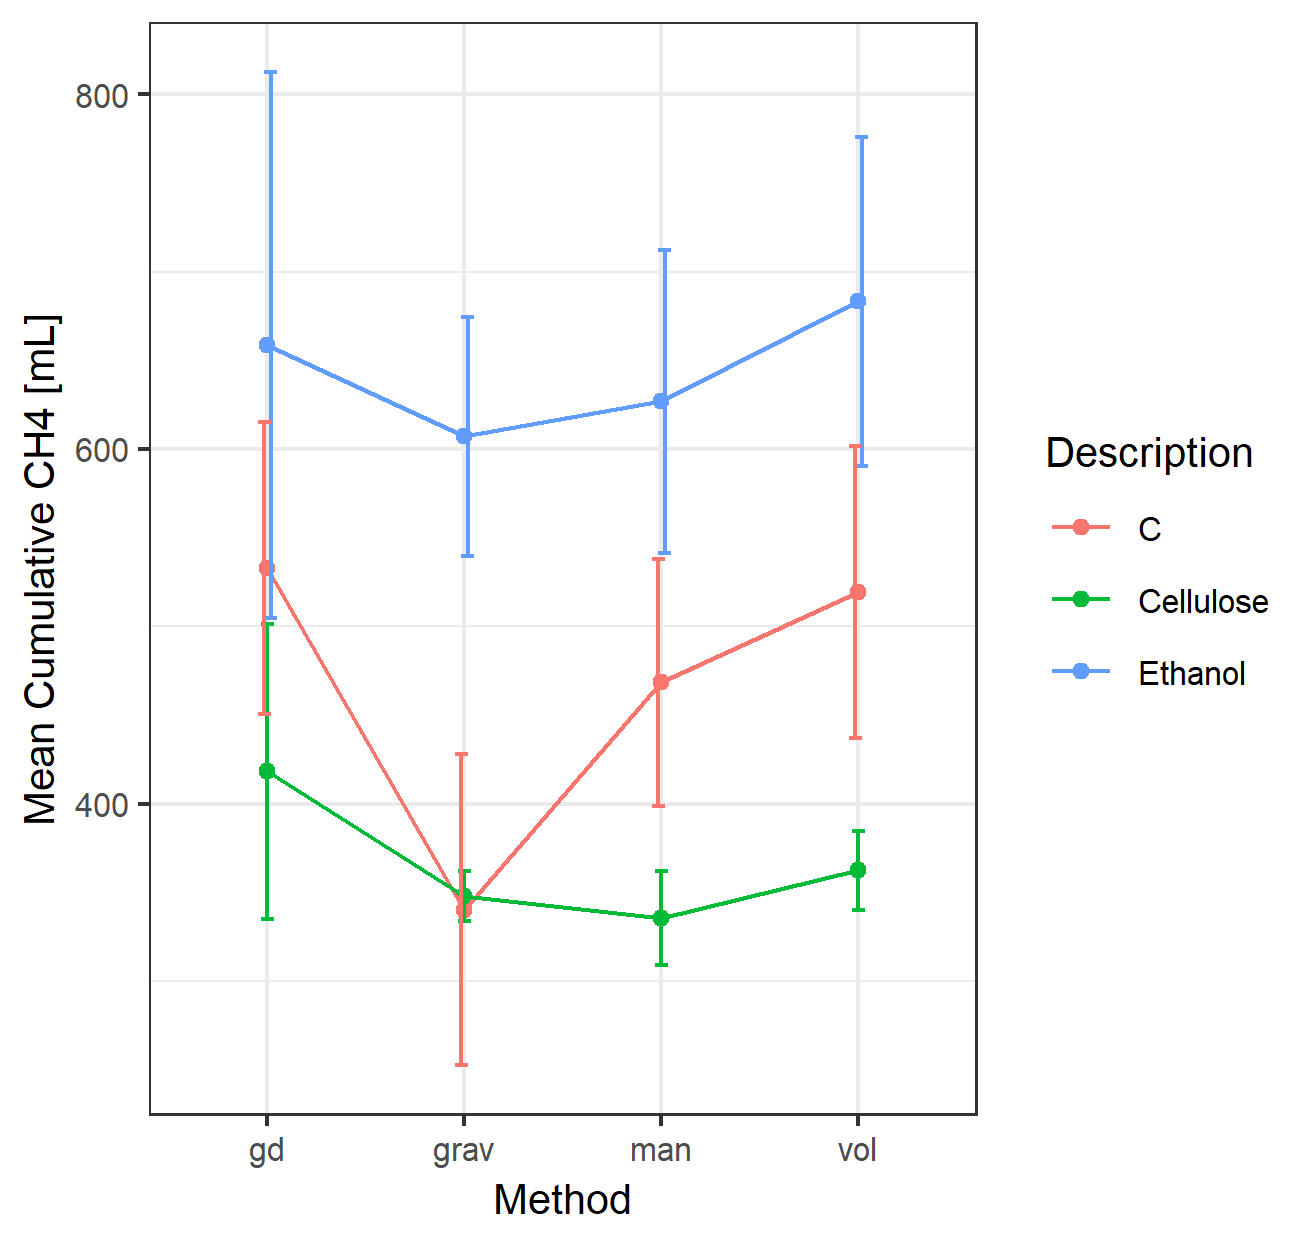 800
600
400
Mean Cumulative CH4 [mL]
gd grav man vol
Method
Description
C
Cellulose
Ethanol